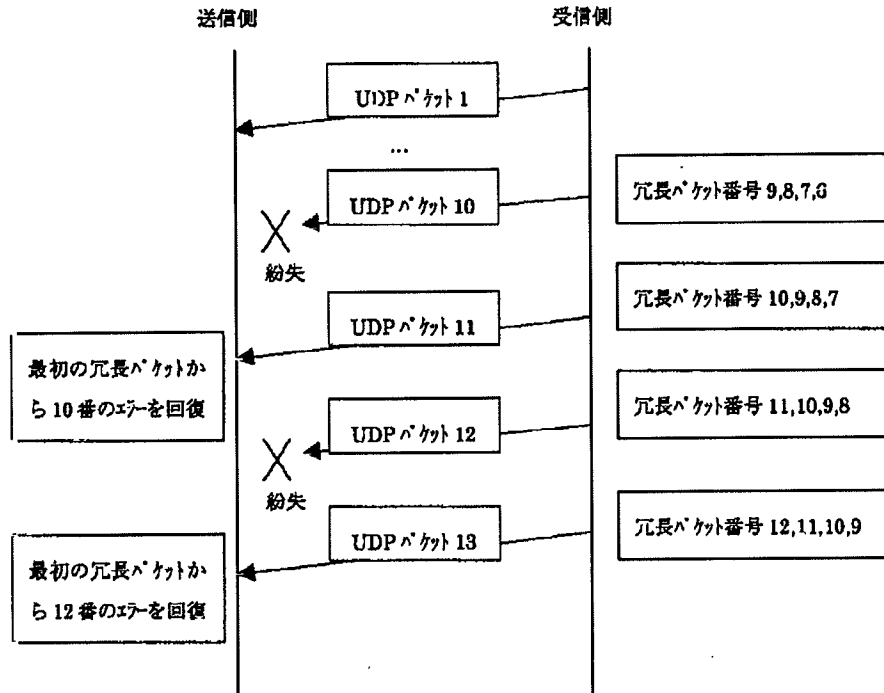 送信側
受信側
UDPパケット1
...
UDPパケット10
冗長パケット番号 9,8,7,6
紛失
UDPパケット11
冗長パケット番号 10,9,8,7
最初の冗長パケットか
ら10番のエラーを回復
UDPパケット12
冗長パケット番号 11,10,9,8
紛失
UDPパケット13
冗長パケット番号 12,11,10,9
最初の冗長パケットか
ら12番のエラーを回復